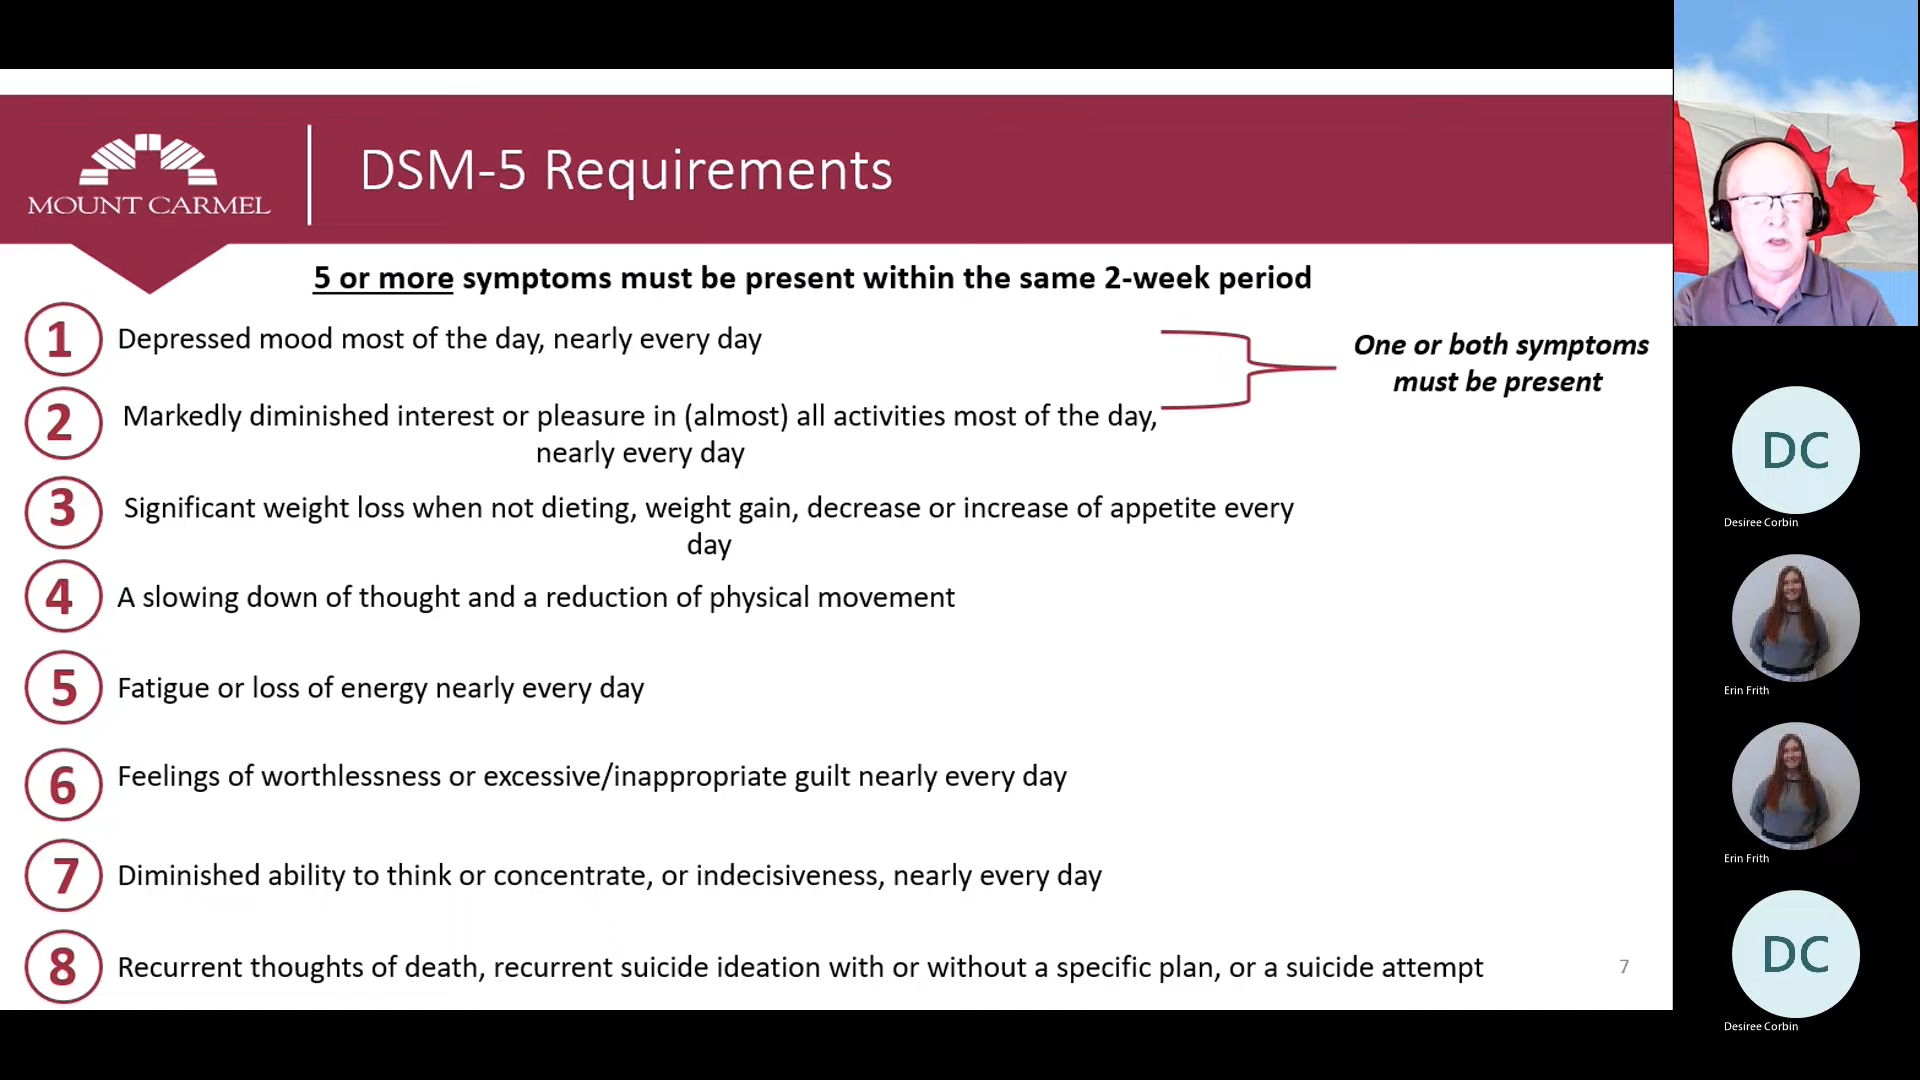 MOUNT CARMEL
DSM-5 Requirements
5 or more symptoms must be present within the same 2-week period
1
Depressed mood most of the day, nearly every day
One or both symptoms
must be present
2
Markedly diminished interest or pleasure in (almost) all activities most of the day,
nearly every day
3
Significant weight loss when not dieting, weight gain, decrease or increase of appetite every
day
4
A slowing down of thought and a reduction of physical movement
5
Fatigue or loss of energy nearly every day
6
Feelings of worthlessness or excessive/inappropriate guilt nearly every day
7
Diminished ability to think or concentrate, or indecisiveness, nearly every day
8
Recurrent thoughts of death, recurrent suicide ideation with or without a specific plan, or a suicide attempt
7
DC
Desiree Corbin
Erin Frith
Erin Frith
DC
Desiree Corbin